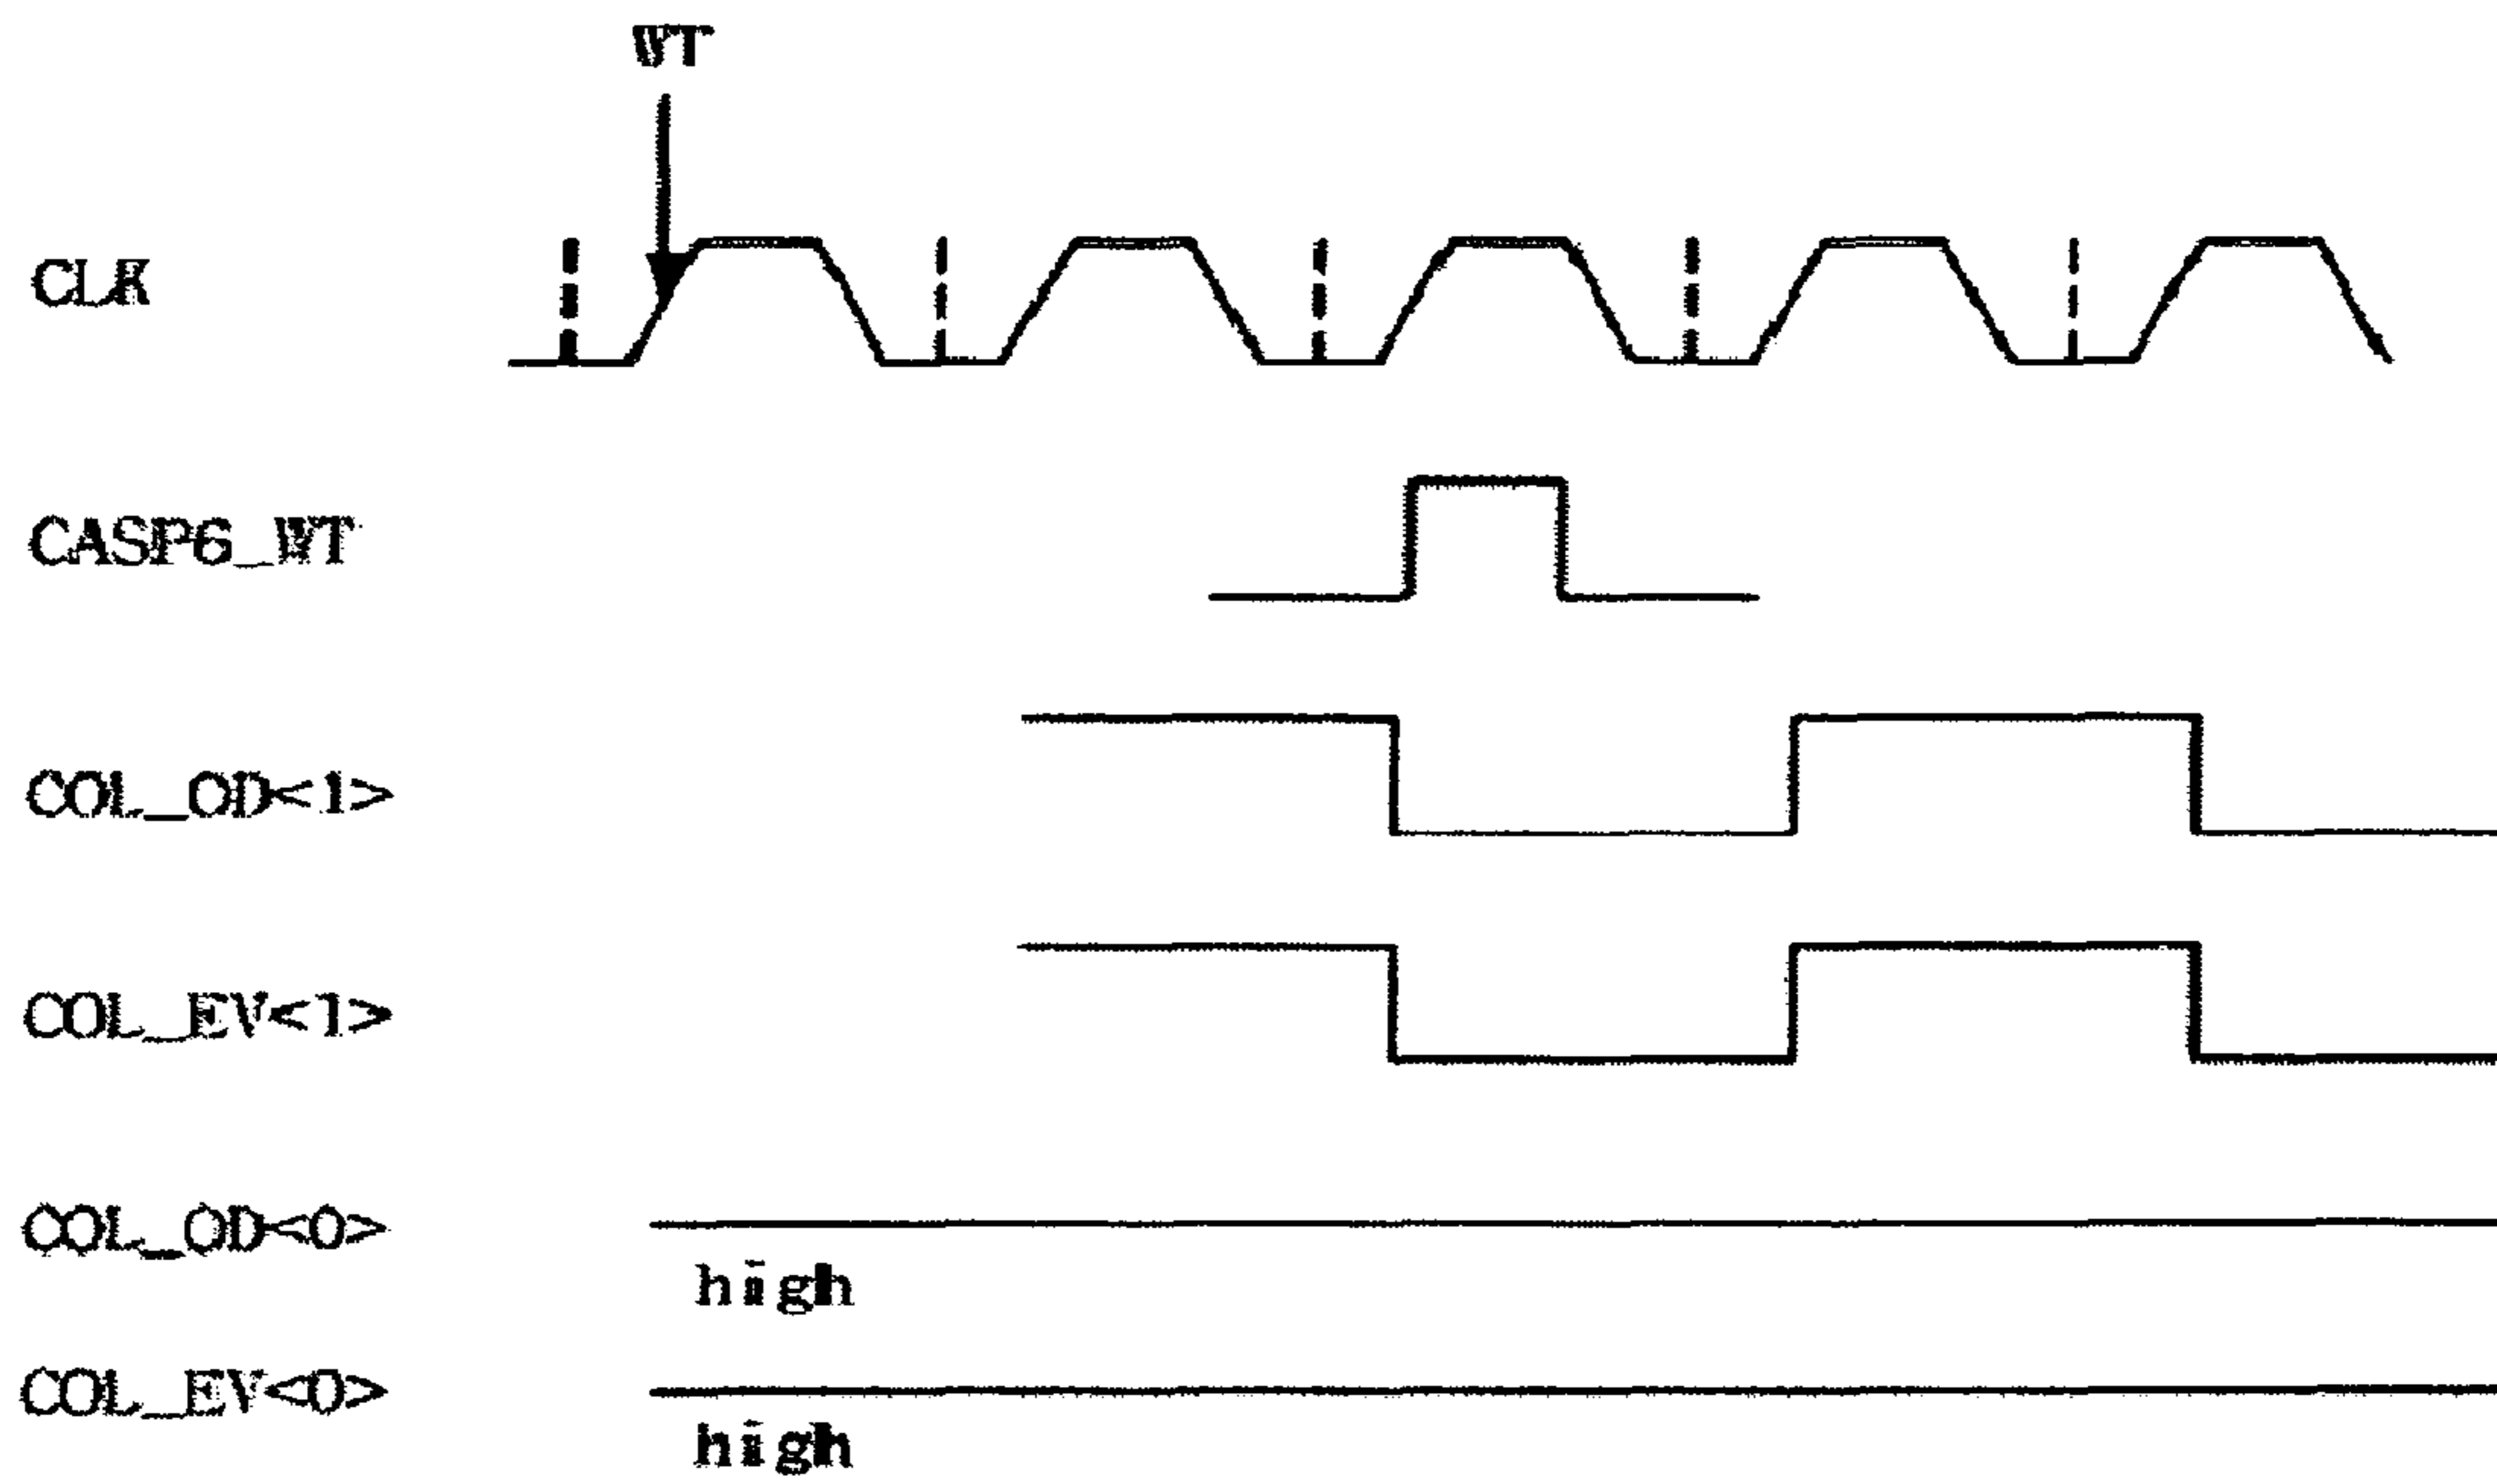 WT
CLK
CASP6_WT
COL_OD<1>
COL_EV<1>
COL_OD<0>
high
COL_EV<0>
high